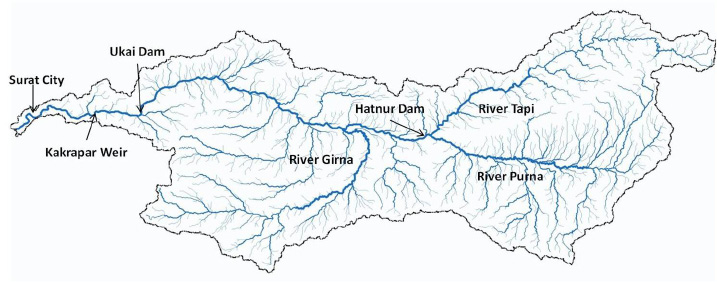 Ukai Dam
Surat City
Hatnur Dam
River Tapi
Kakrapar Weir
River Girna
River Purna